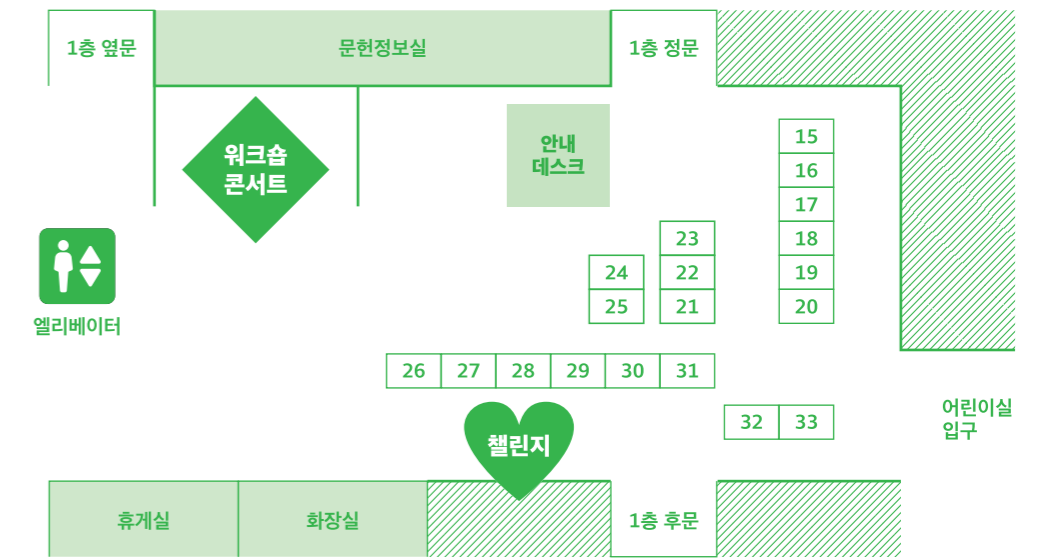 1층 옆문
문헌정보실
1층 정문
워크숍
콘서트
안내
데스크
15
16
17
18
19
20
23
22
21
24
25
엘리베이터
26 27 28 29 30 31
32 33
어린이실
입구
챌린지
휴게실
화장실
1층 후문